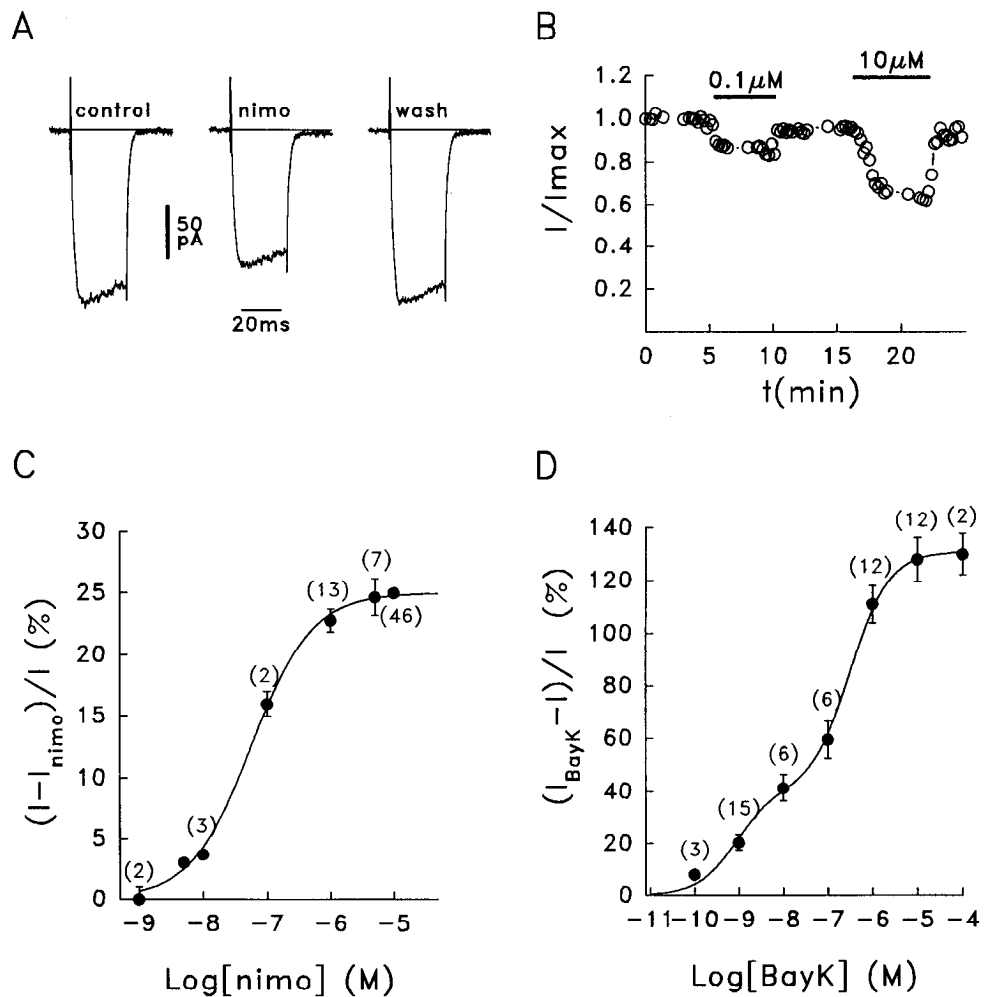 A
control
nimo
wash
50
pA
20ms
B
I/Imax
1.2
1.0
0.8
0.6
0.4
0.2
0.1μM
10μM
0 5 10 15 20
t(min)
C
(I-I_nimo)/I (%)
30
25
20
15
10
5
0
(2)
(3)
(2)
(13)
(7)
(46)
-9 -8 -7 -6 -5
Log[nimo] (M)
D
(I_BayK-I)/I (%)
140
120
100
80
60
40
20
0
(3)
(15)
(6)
(6)
(12)
(12)
(2)
-11 -10 -9 -8 -7 -6 -5 -4
Log[BayK] (M)